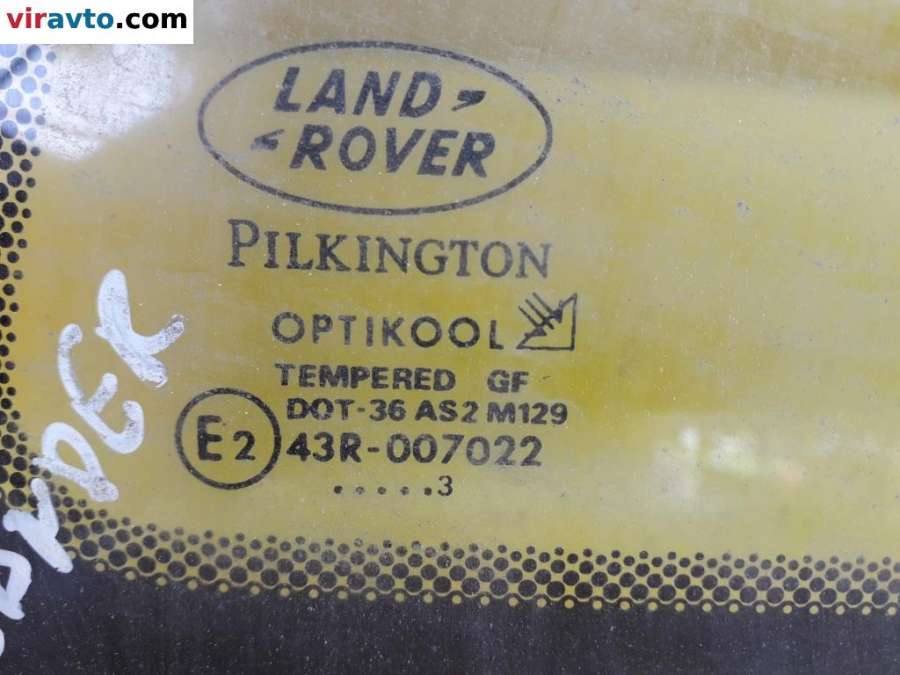 viravto.com
LAND
ROVER
PILKINGTON
OPTIKOOL
TEMPERED GF
DOT-36 AS2 M129
E2 43R-007022
.....3